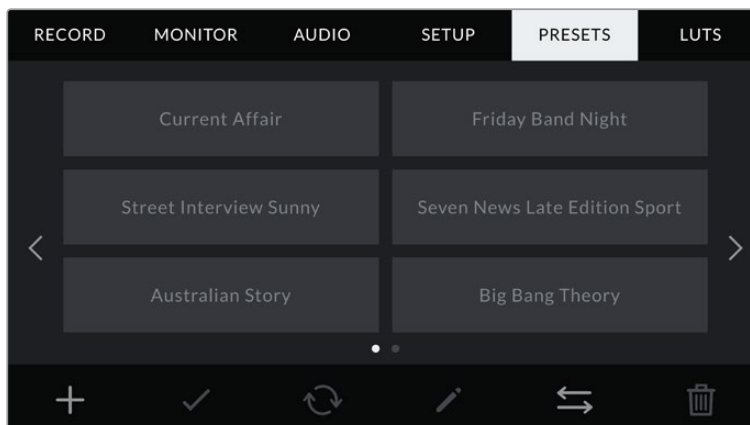 RECORD MONITOR AUDIO SETUP PRESETS LUTS
Current Affair Friday Band Night
Street Interview Sunny Seven News Late Edition Sport
Australian Story Big Bang Theory